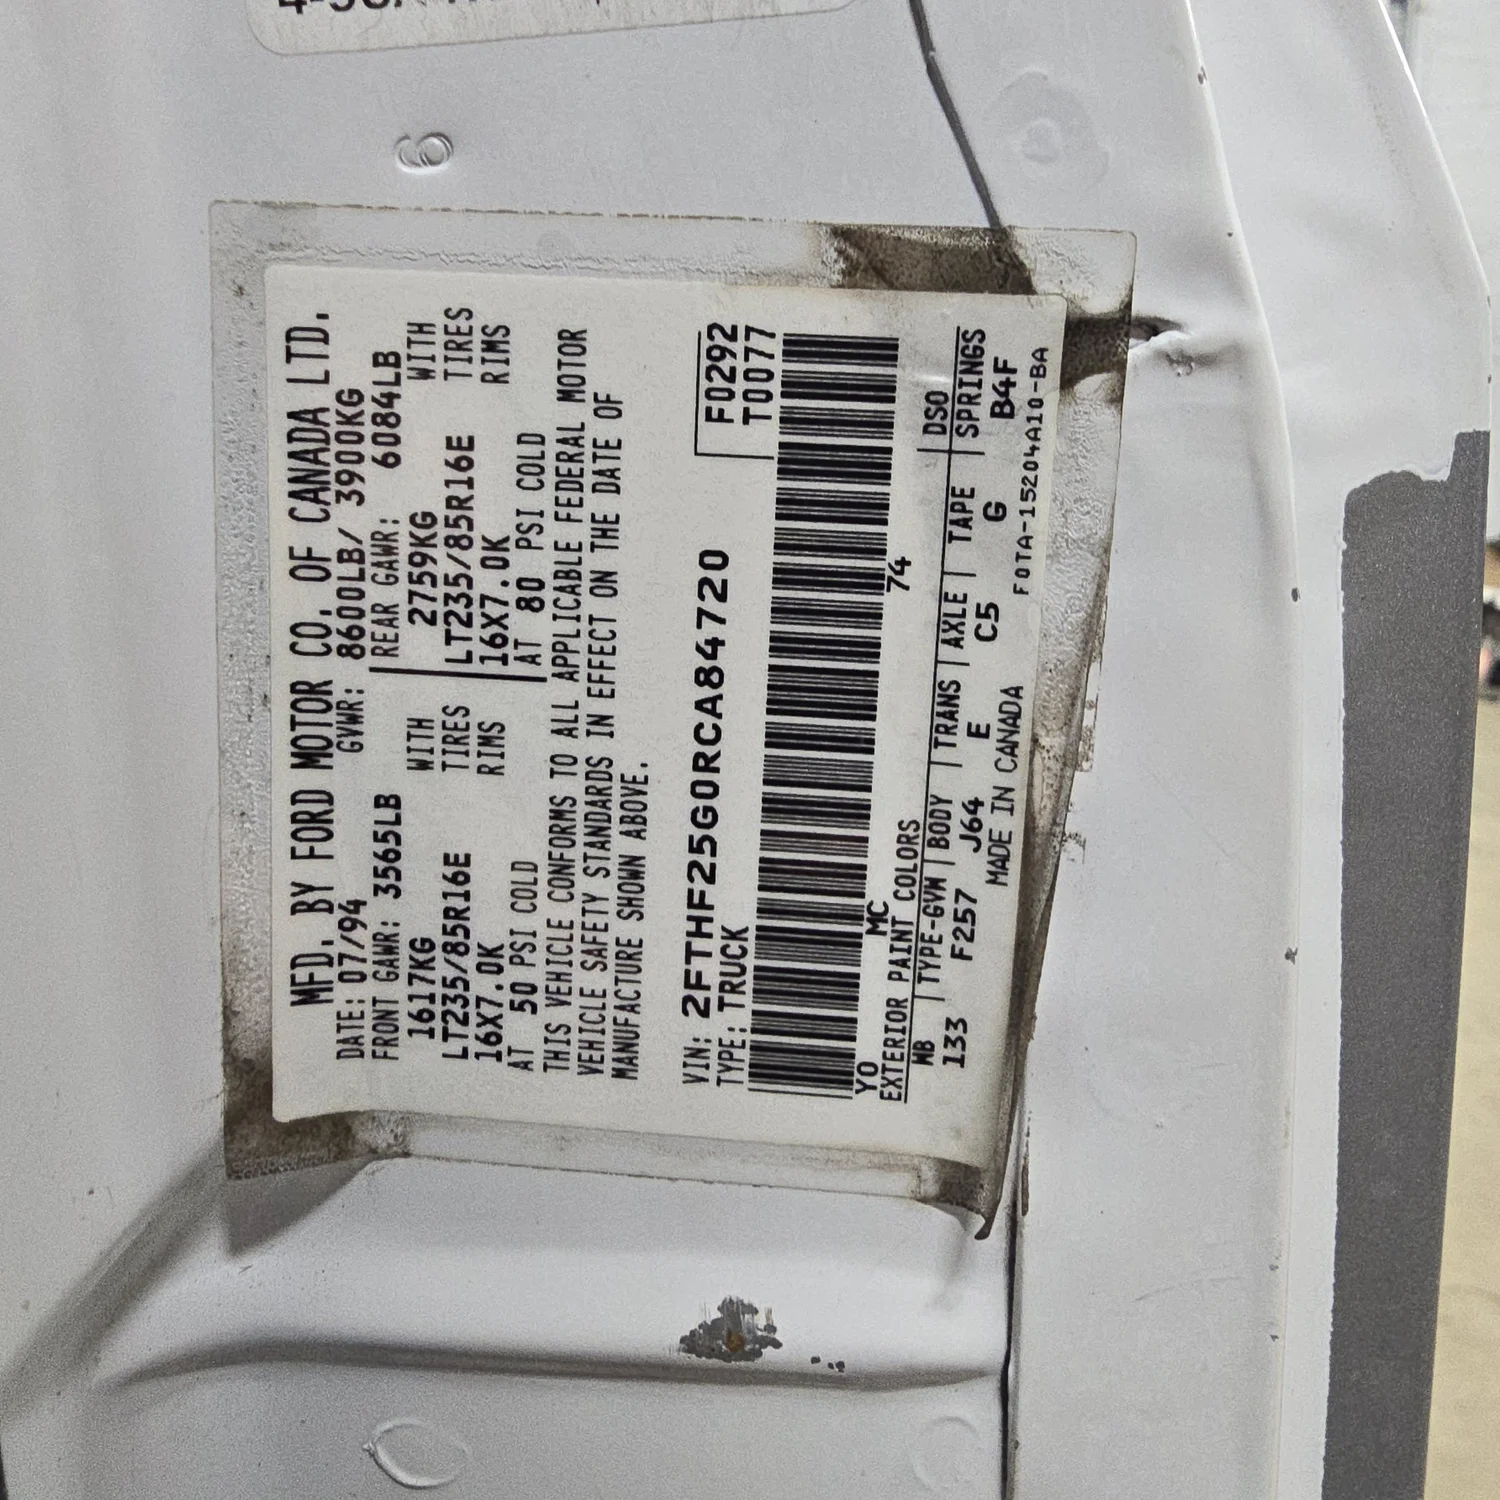 MFD. BY FORD MOTOR CO. OF CANADA LTD.
DATE: 07/94 GVWR: 8600LB/ 3900KG
FRONT GAWR: 3565LB REAR GAWR: 6084LB
1617KG WITH 2759KG WITH
LT235/85R16E TIRES LT235/85R16E TIRES
16X7.0K RIMS 16X7.0K RIMS
AT 50 PSI COLD AT 80 PSI COLD
THIS VEHICLE CONFORMS TO ALL APPLICABLE FEDERAL MOTOR
VEHICLE SAFETY STANDARDS IN EFFECT ON THE DATE OF
MANUFACTURE SHOWN ABOVE.
VIN: 2FTHF25G0RCA84720 F0292
TYPE: TRUCK T0077
YO MC 74
EXTERIOR PAINT COLORS DSO
WB TYPE-GVW BODY TRANS AXLE TAPE SPRINGS
133 F257 J64 E C5 G B4F
MADE IN CANADA F0TA-15204A10-BA
6